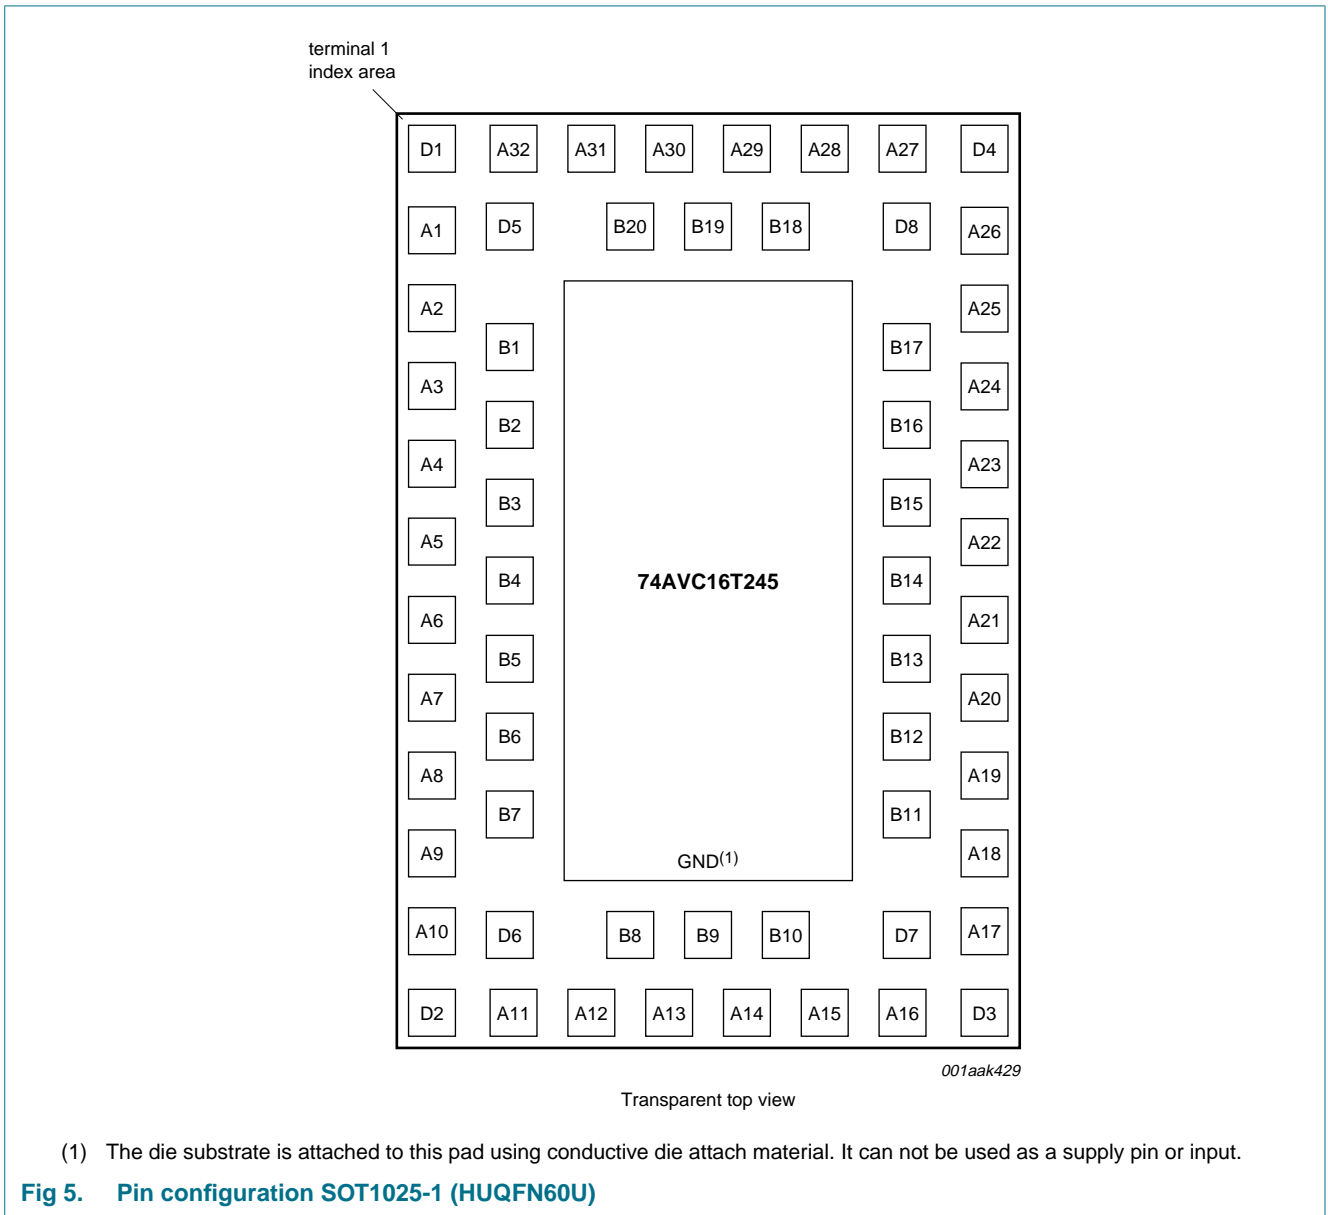 terminal 1
index area
D1 A32 A31 A30 A29 A28 A27 D4
A1 D5 B20 B19 B18 D8 A26
A2 A25
B1 B17
A3 A24
B2 B16
A4 A23
B3 B15
A5 A22
B4 74AVC16T245 B14
A6 A21
B5 B13
A7 A20
B6 B12
A8 A19
B7 B11
A9 GND(1) A18
A10 D6 B8 B9 B10 D7 A17
D2 A11 A12 A13 A14 A15 A16 D3
001aak429
Transparent top view
(1) The die substrate is attached to this pad using conductive die attach material. It can not be used as a supply pin or input.
Fig 5. Pin configuration SOT1025-1 (HUQFN60U)